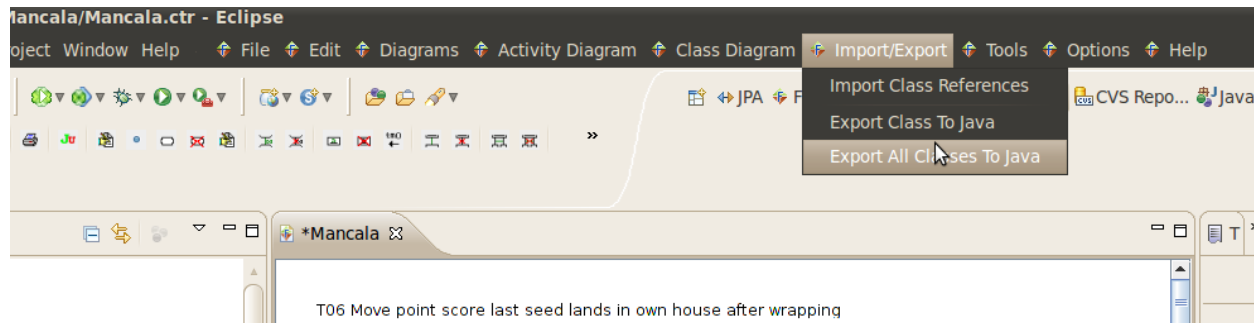 Mancala/Mancala.ctr - Eclipse
oject Window Help File Edit Diagrams Activity Diagram Class Diagram Import/Export Tools Options Help
Import Class References
JPA F CVS Repo... Java
Export Class To Java
Ju
Export All Classes To Java
*Mancala T
T06 Move point score last seed lands in own house after wrapping